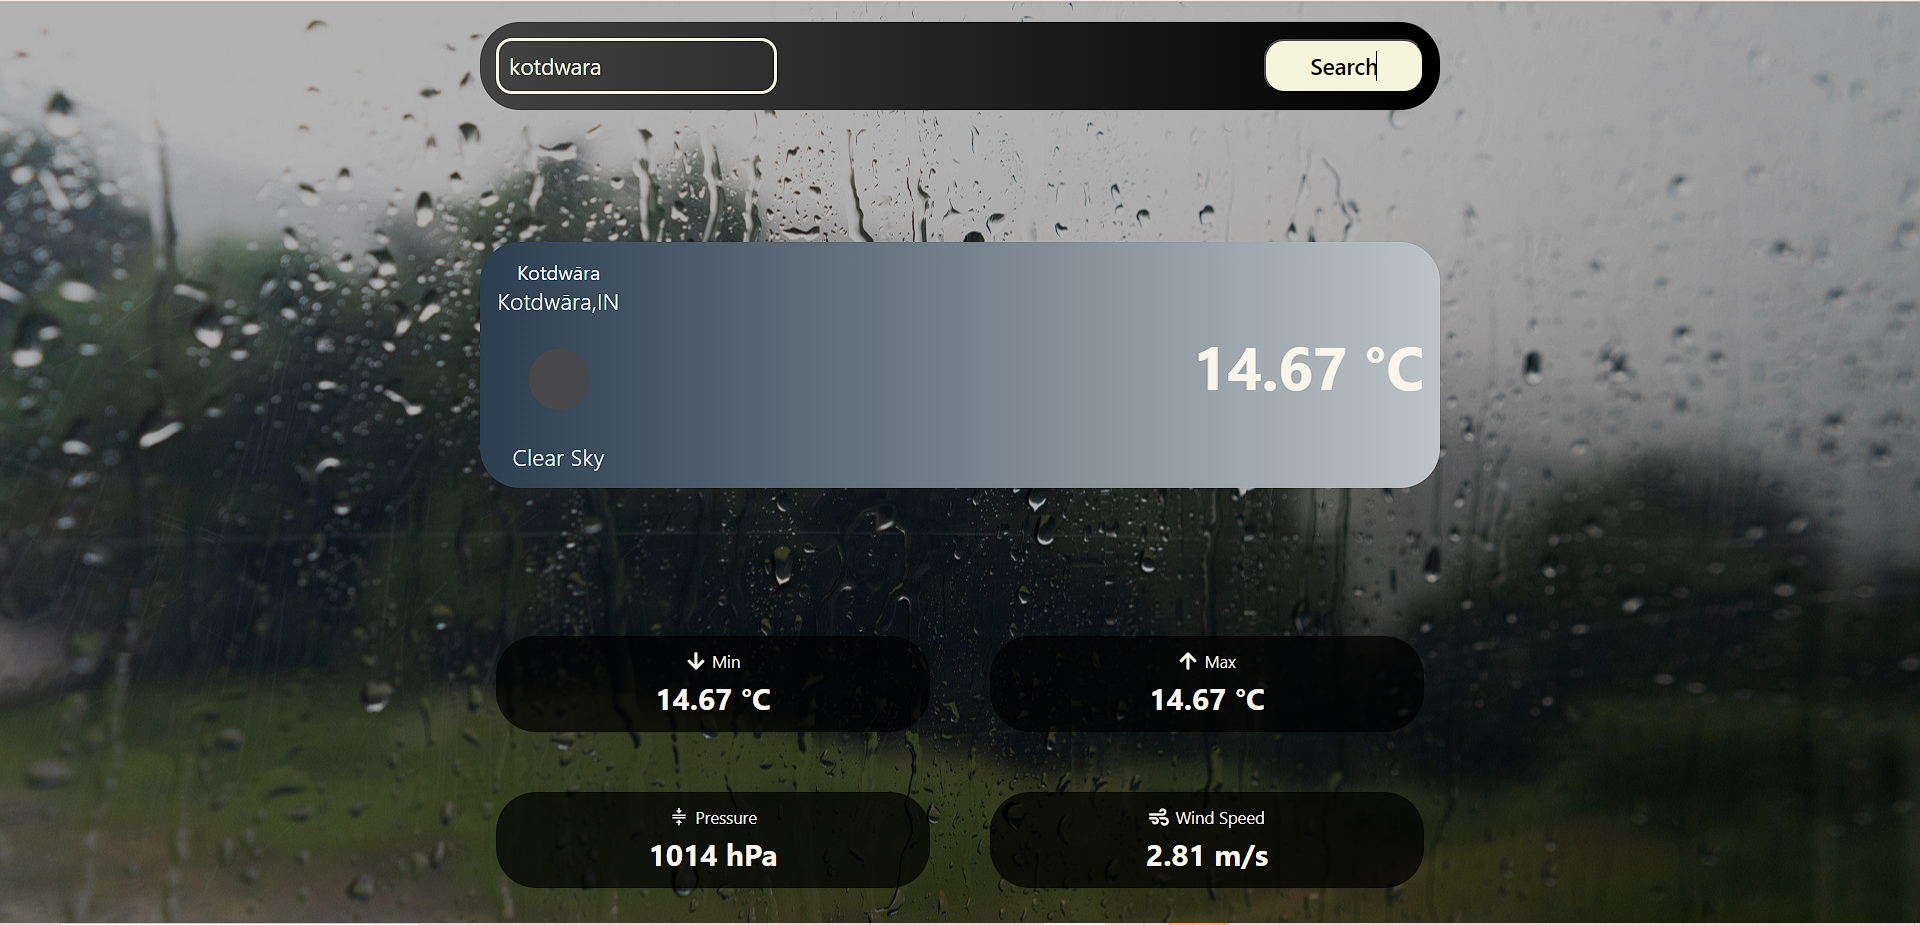 kotdwara
Search
Kotdwāra
Kotdwāra,IN
14.67 °C
Clear Sky
Min
14.67 °C
Max
14.67 °C
Pressure
1014 hPa
Wind Speed
2.81 m/s